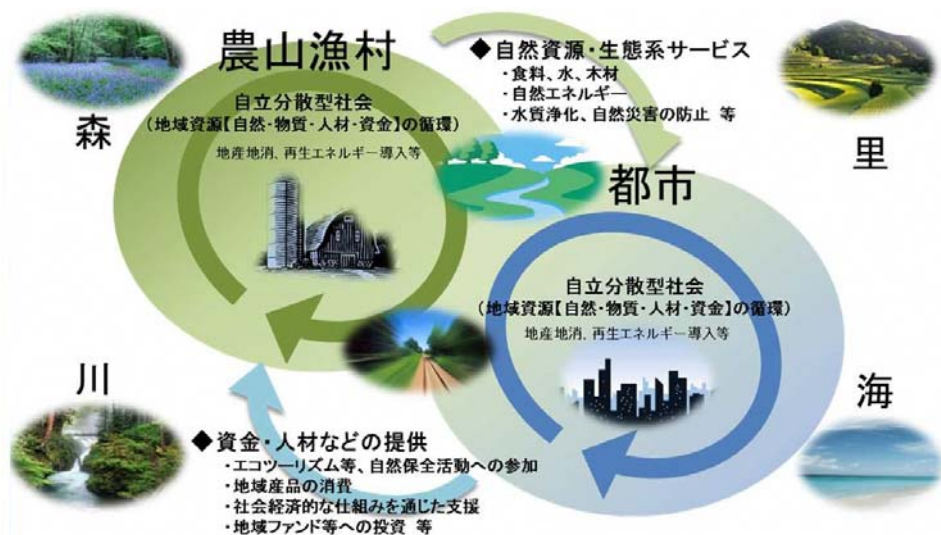 農山漁村
森
自立分散型社会
(地域資源【自然・物質・人材・資金】の循環)
地産地消、再生エネルギー導入等
◆自然資源・生態系サービス
・食料、水、木材
・自然エネルギー
・水質浄化、自然災害の防止 等
里
都市
自立分散型社会
(地域資源【自然・物質・人材・資金】の循環)
地産地消、再生エネルギー導入等
川
◆資金・人材などの提供
・エコツーリズム等、自然保全活動への参加
・地域産品の消費
・社会経済的な仕組みを通じた支援
・地域ファンド等への投資 等
海